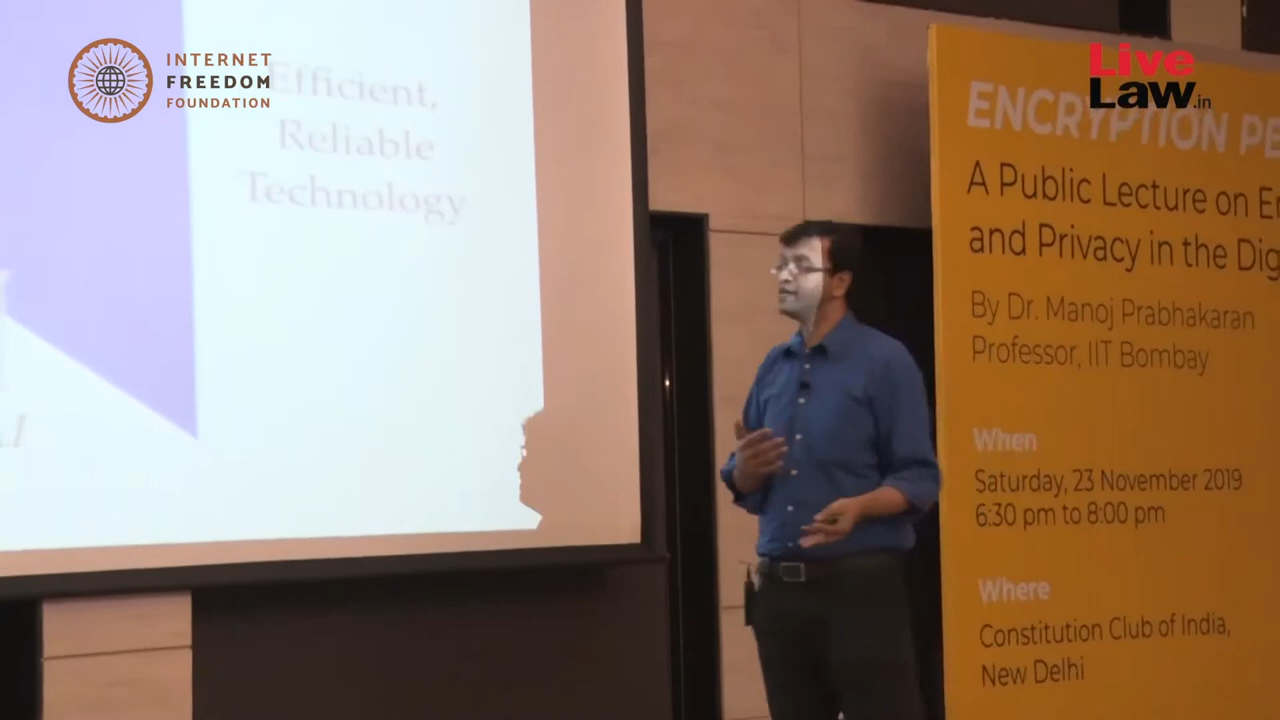 INTERNET
FREEDOM
FOUNDATION
Efficient,
Reliable
Technology
Live
Law.in
ENCRYPTION
A Public Lecture on
and Privacy in the
By Dr. Manoj Prabhakaran
Professor, IIT Bombay
When
Saturday, 23 November 2019
6:30 pm to 8:00 pm
Where
Constitution Club of India,
New Delhi